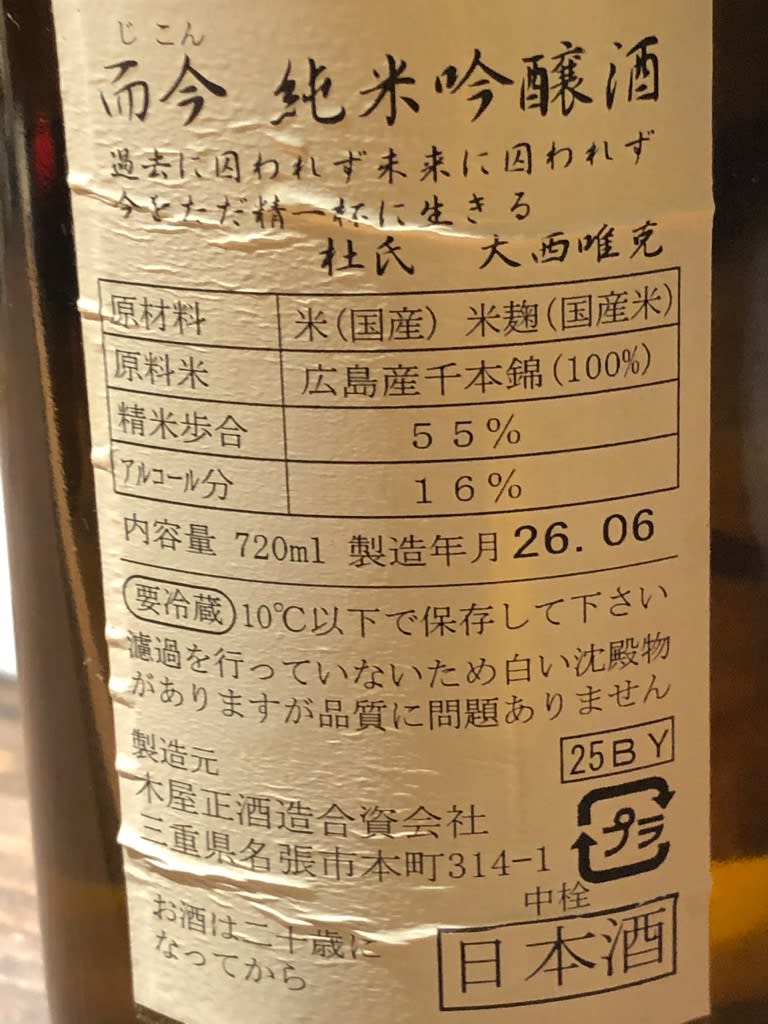 じこん
而今 純米吟醸酒
過去に囚われず未来に囚われず
今をただ精一杯に生きる
杜氏 大西唯克
原材料 米(国産) 米麹(国産米)
原料米 広島産千本錦(100%)
精米歩合 55%
アルコール分 16%
内容量 720ml 製造年月 26.06
要冷蔵 10℃以下で保存して下さい
濾過を行っていないため白い沈殿物
がありますが品質に問題ありません
25BY
製造元
木屋正酒造合資会社
三重県名張市本町314-1
プラ
中栓
お酒は二十歳に
なってから
日本酒